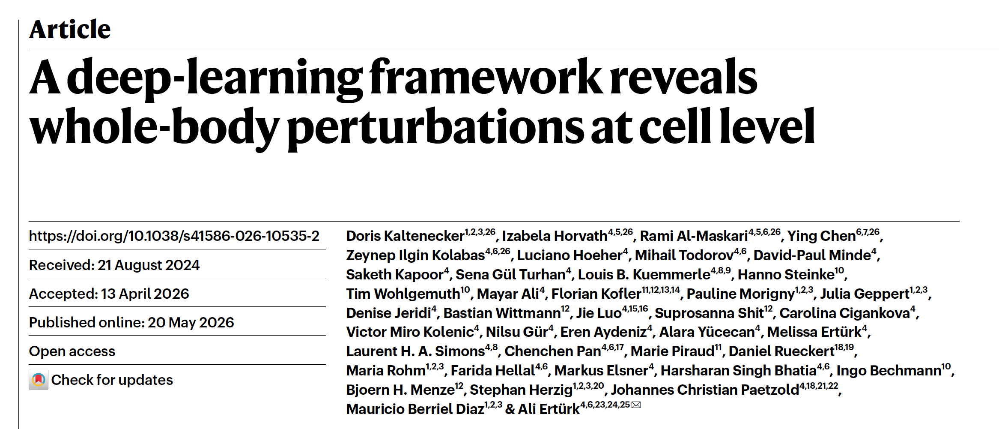 Article
A deep-learning framework reveals
whole-body perturbations at cell level
https://doi.org/10.1038/s41586-026-10535-2
Received: 21 August 2024
Accepted: 13 April 2026
Published online: 20 May 2026
Open access
Check for updates
Doris Kaltenecker1,2,3,26, Izabela Horvath4,5,26, Rami Al-Maskari4,5,6,26, Ying Chen6,7,26,
Zeynep Ilgin Kolabas4,6,26, Luciano Hoeher4, Mihail Todorov4,6, David-Paul Minde4,
Saketh Kapoor4, Sena Gül Turhan4, Louis B. Kuemmerle4,8,9, Hanno Steinke10,
Tim Wohlgemuth10, Mayar Ali4, Florian Kofler11,12,13,14, Pauline Morigny1,2,3, Julia Geppert1,2,3,
Denise Jeridi4, Bastian Wittmann12, Jie Luo4,15,16, Suprosanna Shit12, Carolina Cigankova4,
Victor Miro Kolenic4, Nilsu Gür4, Eren Aydeniz4, Alara Yücecan4, Melissa Ertürk4,
Laurent H. A. Simons4,8, Chenchen Pan4,6,17, Marie Piraud11, Daniel Rueckert18,19,
Maria Rohm1,2,3, Farida Hellal4,6, Markus Elsner4, Harsharan Singh Bhatia4,6, Ingo Bechmann10,
Bjoern H. Menze12, Stephan Herzig1,2,3,20, Johannes Christian Paetzold4,18,21,22,
Mauricio Berriel Diaz1,2,3 & Ali Ertürk4,6,23,24,25